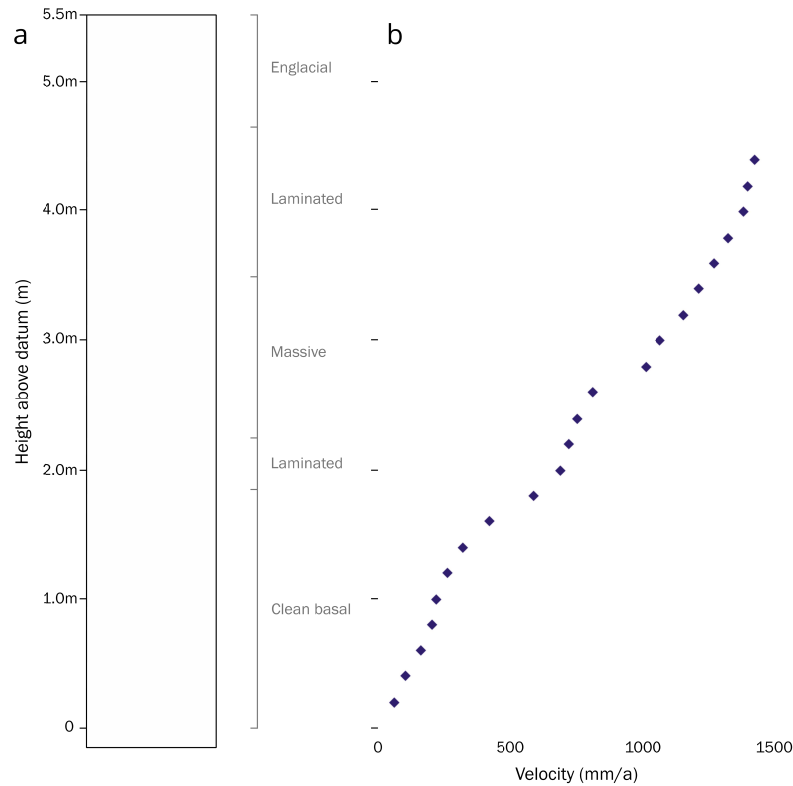 a
b
5.5m
5.0m
4.0m
3.0m
2.0m
1.0m
0
Height above datum (m)
Englacial
Laminated
Massive
Laminated
Clean basal
0 500 1000 1500
Velocity (mm/a)